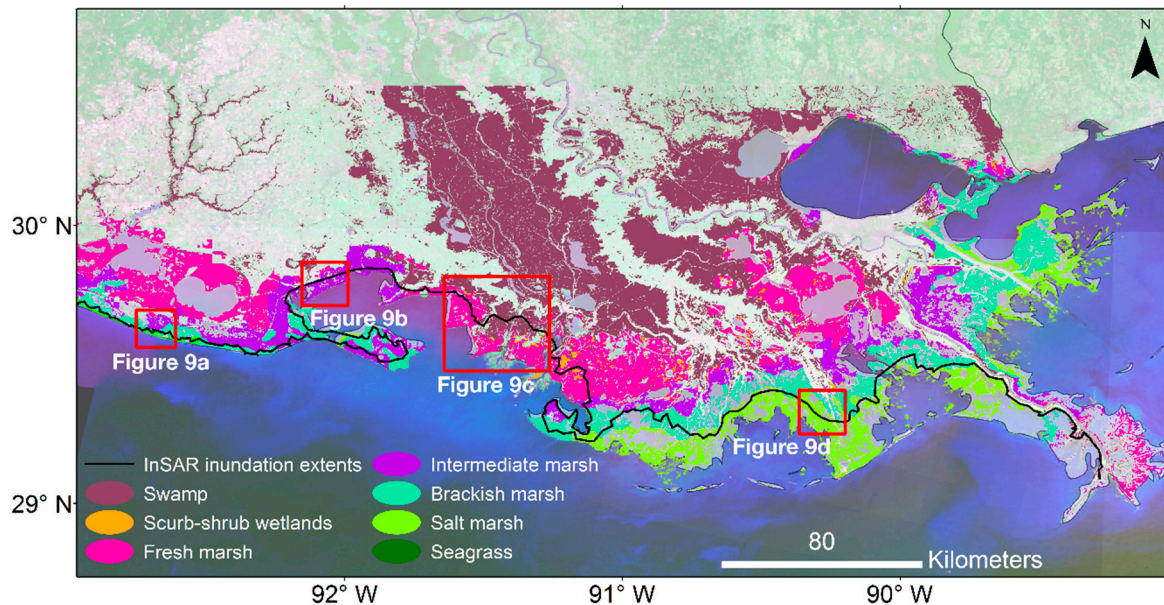 N
30° N
Figure 9b
Figure 9a
Figure 9c
Figure 9d
InSAR inundation extents
Intermediate marsh
Swamp
Brackish marsh
29° N
Scurb-shrub wetlands
Salt marsh
80
Fresh marsh
Seagrass
Kilometers
92° W
91° W
90° W